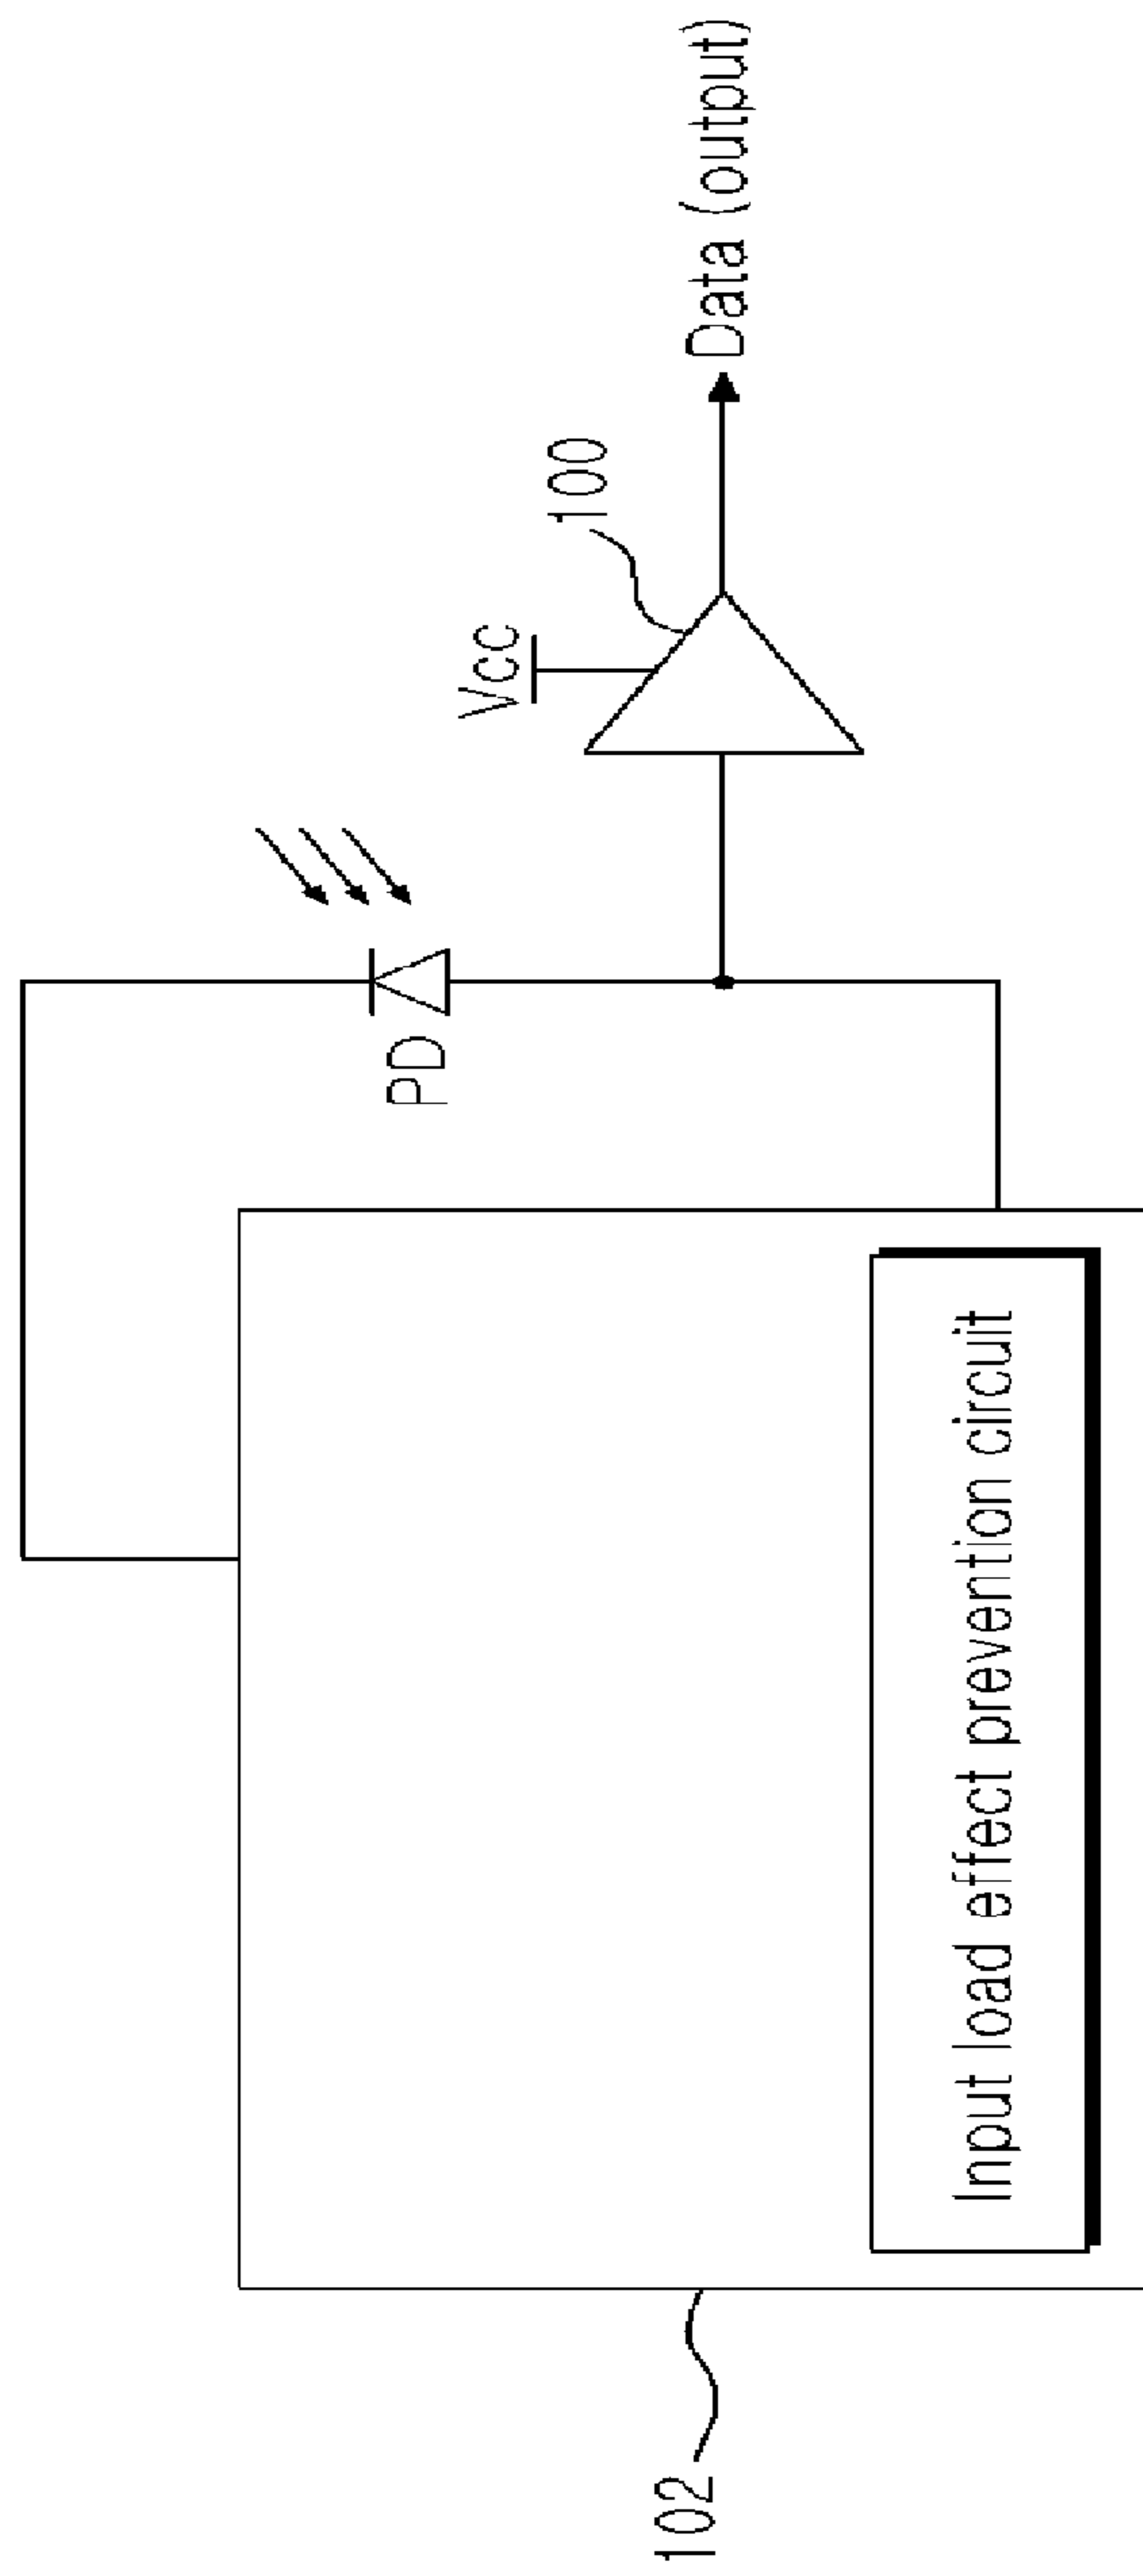 102
Input load effect prevention circuit
PD
Vcc
100
Data (output)